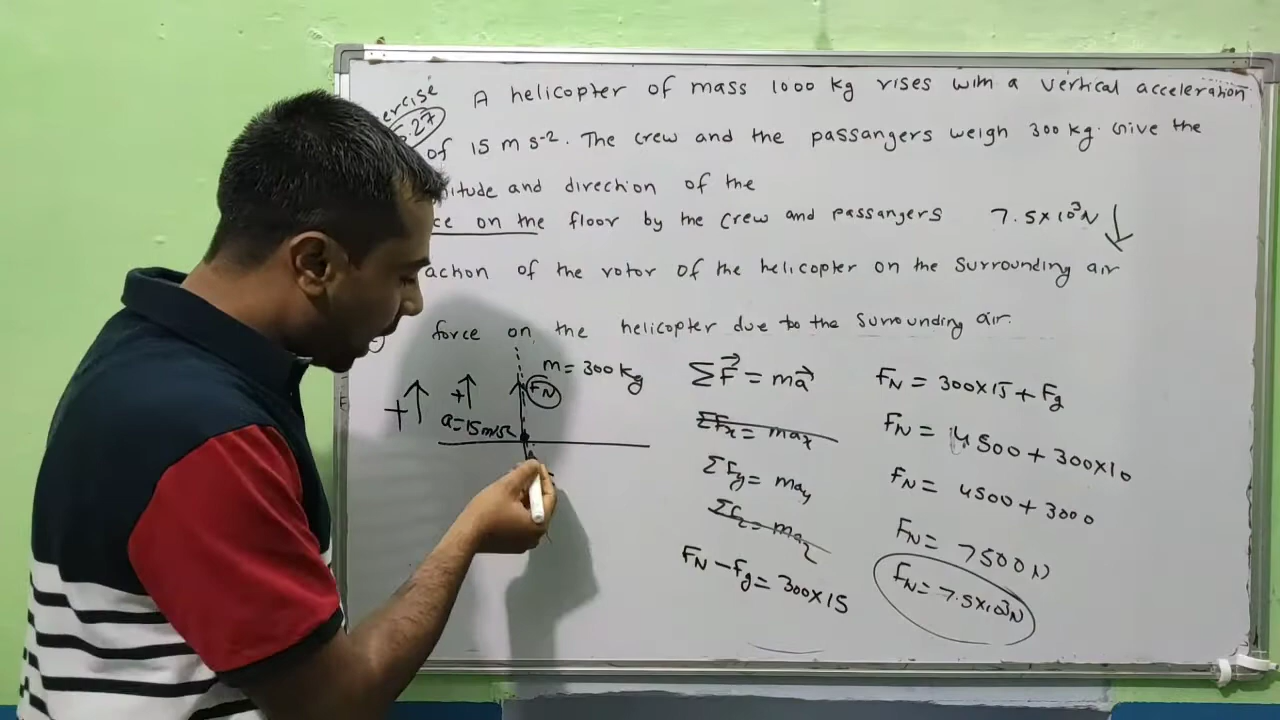 ercise
5.27
A helicopter of mass 1000 kg rises with a vertical acceleration
of 15 m s⁻². The crew and the passangers weigh 300 kg. Give the
nitude and direction of the
ce on the floor by the crew and passangers 7.5×10³N ↓
action of the rotor of the helicopter on the surrounding air
force on the helicopter due to the surrounding air.
m = 300 kg
+↑
+↑
a=15m/s²
FN
ΣF⃗ = ma⃗
ΣFx = max
ΣFy = may
ΣFz = maz
FN − Fg = 300×15
FN = 300×15 + Fg
FN = 4500 + 300×10
FN = 4500 + 3000
FN = 7500 N
FN = 7.5×10³N